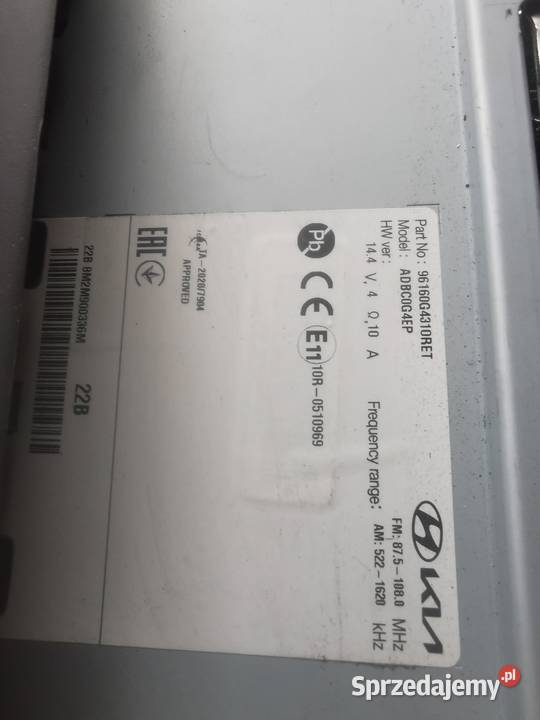 Part No : 96160G4310RET
Model : ADBC0G4EP
HW ver :
14.4 V, 4 Ω,10 A
Frequency range:
FM: 87.5-108.0 MHz
AM: 522-1620 kHz
KIA
Pb
CE
E11
10R-0510969
TA-2020/7904
APPROVED
EAC
22B 8M2M900336M
22B
Sprzedajemy.pl